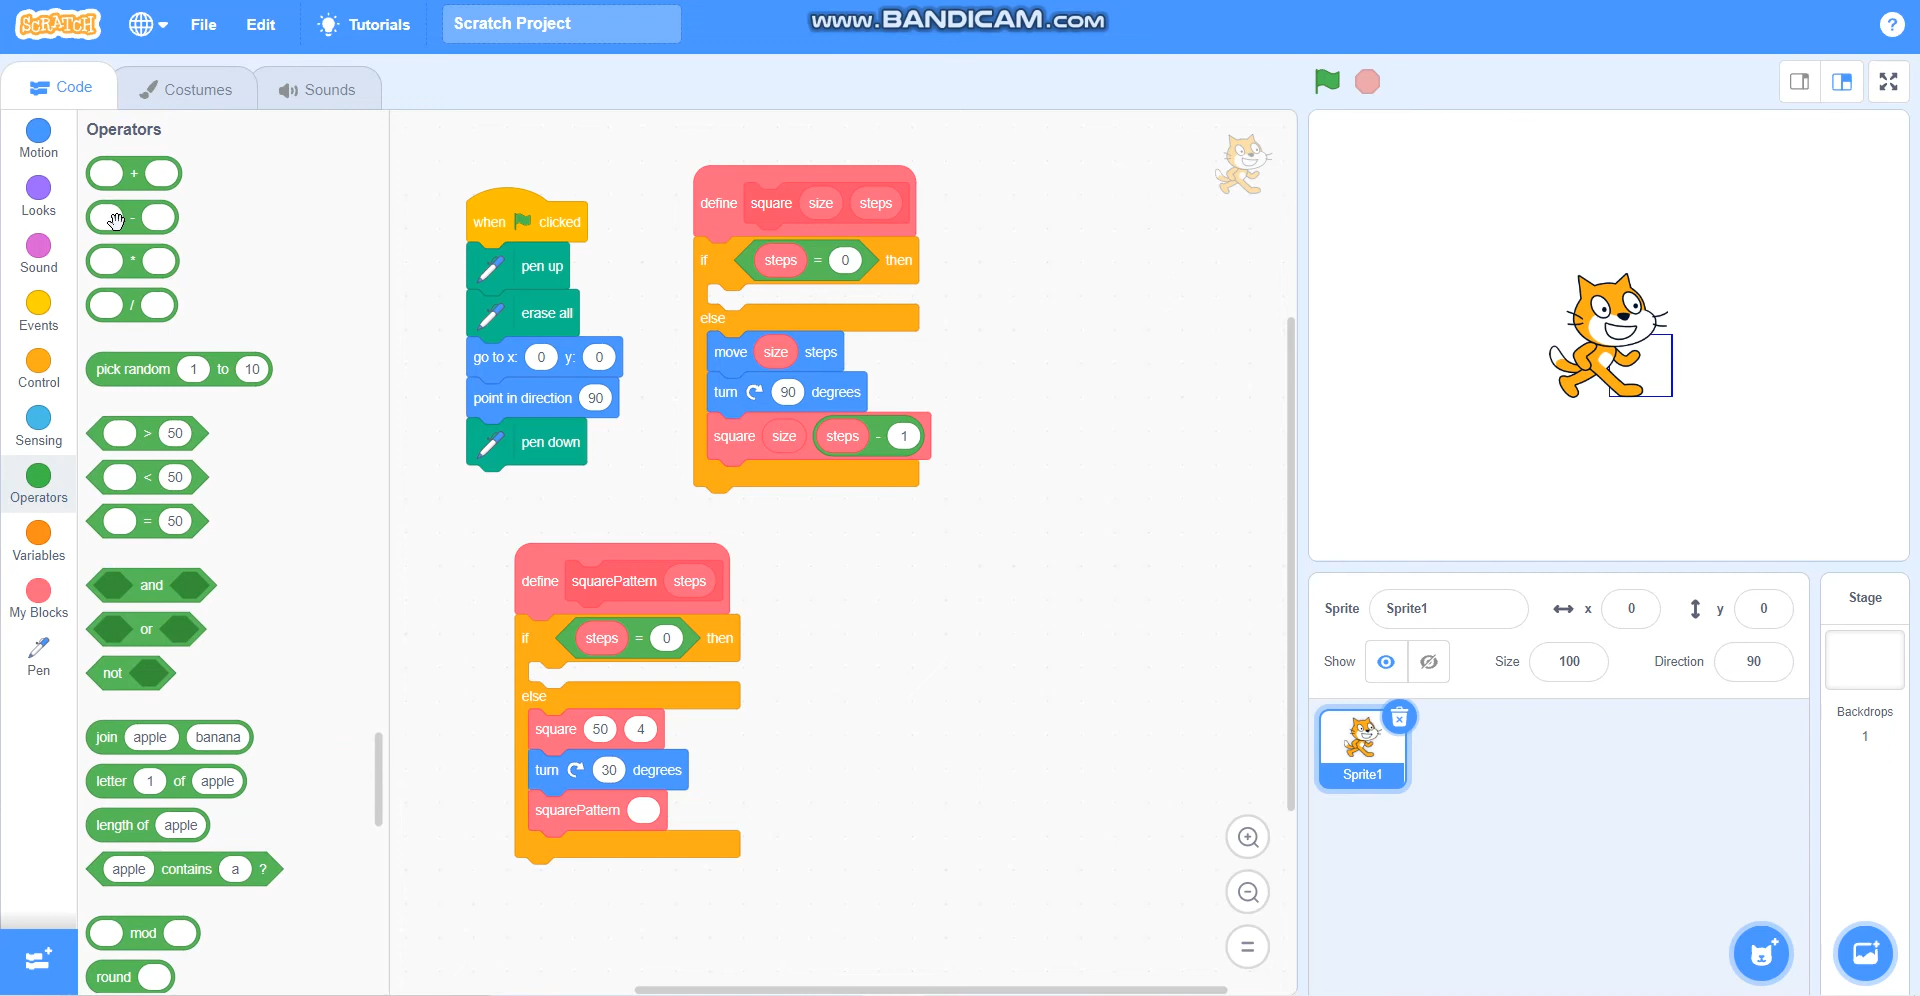 SCRATCH
File
Edit
Tutorials
Scratch Project
www.BANDICAM.com
?
Code
Costumes
Sounds
Motion
Looks
Sound
Events
Control
Sensing
Operators
Variables
My Blocks
Pen
Operators
+
-
*
/
pick random 1 to 10
> 50
< 50
= 50
and
or
not
join apple banana
letter 1 of apple
length of apple
apple contains a ?
mod
round
when clicked
pen up
erase all
go to x: 0 y: 0
point in direction 90
pen down
define square size steps
if steps = 0 then
else
move size steps
turn 90 degrees
square size steps - 1
define squarePattern steps
if steps = 0 then
else
square 50 4
turn 30 degrees
squarePattern
Sprite Sprite1 x 0 y 0
Show Size 100 Direction 90
Sprite1
Stage
Backdrops
1